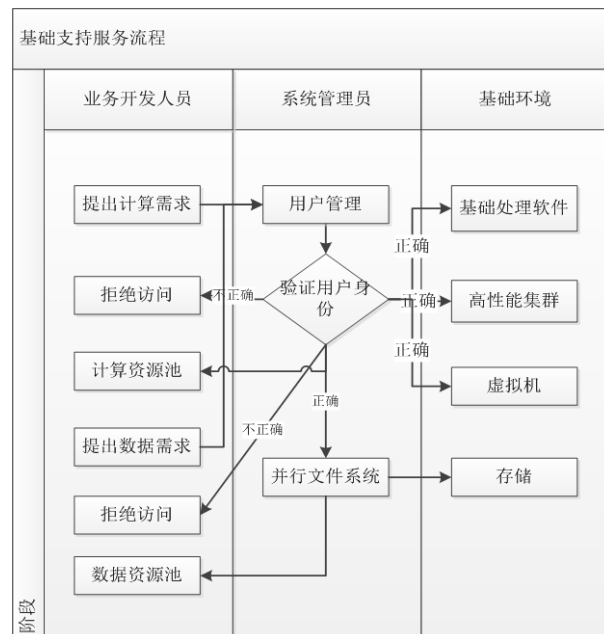 基础支持服务流程
业务开发人员
系统管理员
基础环境
提出计算需求
用户管理
基础处理软件
正确
拒绝访问
不正确
验证用户身
份
正确
高性能集群
计算资源池
正确
虚拟机
正确
提出数据需求
不正确
并行文件系统
存储
拒绝访问
数据资源池
阶段